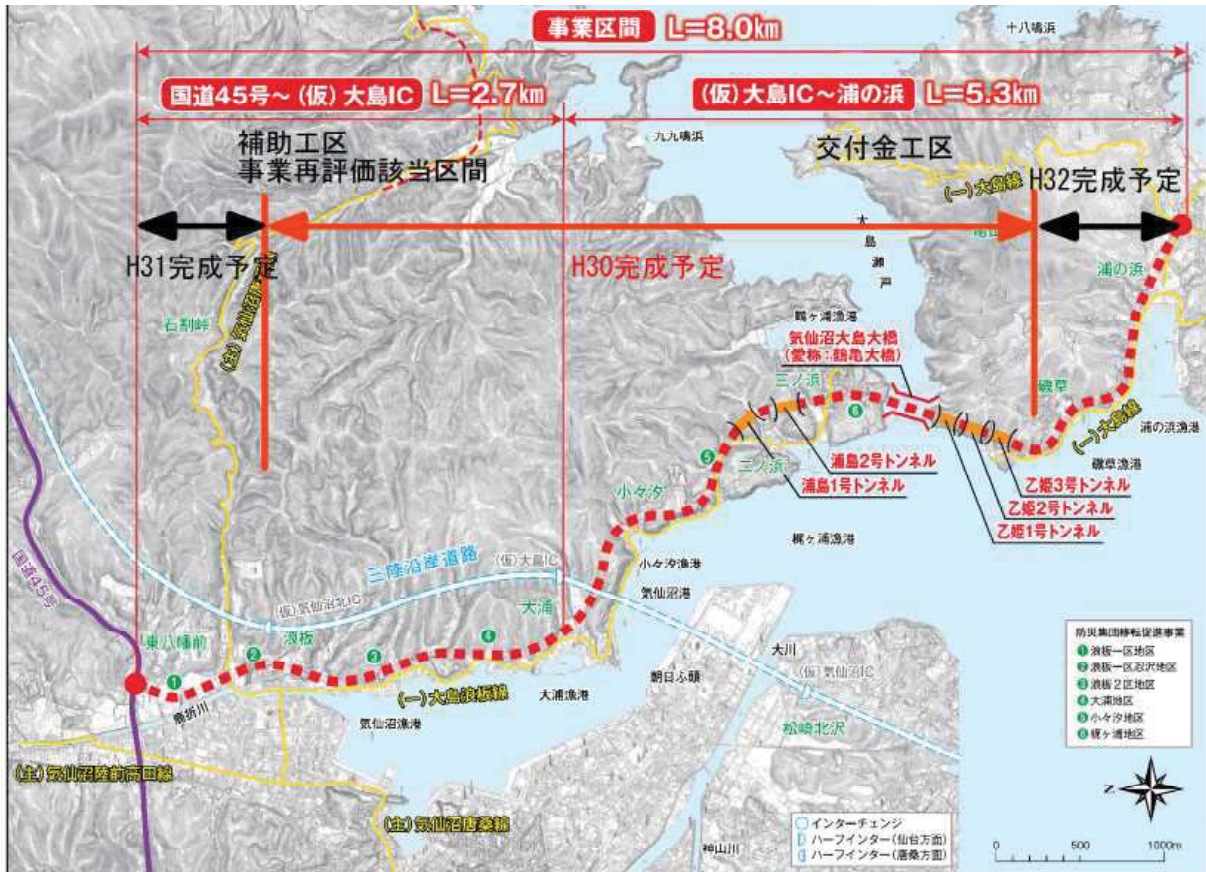 事業区間 L=8.0km
十八鳴浜
国道45号～(仮)大島IC L=2.7km
(仮)大島IC～浦の浜 L=5.3km
九九鳴浜
補助工区
事業再評価該当区間
交付金工区
(一)大島線
H32完成予定
H31完成予定
H30完成予定
大島瀬戸
浦の浜
石割峠
鶴ヶ浦漁港
気仙沼大島大橋
(愛称：鶴亀大橋)
三ノ浜
磯草
(一)大島線
浦の浜漁港
磯草漁港
❻
❺
二ノ浜
浦島2号トンネル
浦島1号トンネル
乙姫3号トンネル
乙姫2号トンネル
乙姫1号トンネル
小々汐
梶ヶ浦漁港
国道45号
三陸沿岸道路
(仮)大島IC
小々汐漁港
気仙沼港
(仮)気仙沼北IC
大浦
東八幡前
浪板
❶
❷
❸
❹
(一)大島浪板線
大浦漁港
朝日ふ頭
大川
(仮)気仙沼IC
鹿折川
気仙沼漁港
松崎北沢
(主)気仙沼陸前高田線
(主)気仙沼唐桑線
神山川
防災集団移転促進事業
❶ 浪板一区地区
❷ 浪板一区忍沢地区
❸ 浪板2区地区
❹ 大浦地区
❺ 小々汐地区
❻ 梶ヶ浦地区
N
インターチェンジ
ハーフインター(仙台方面)
ハーフインター(唐桑方面)
0 500 1000m